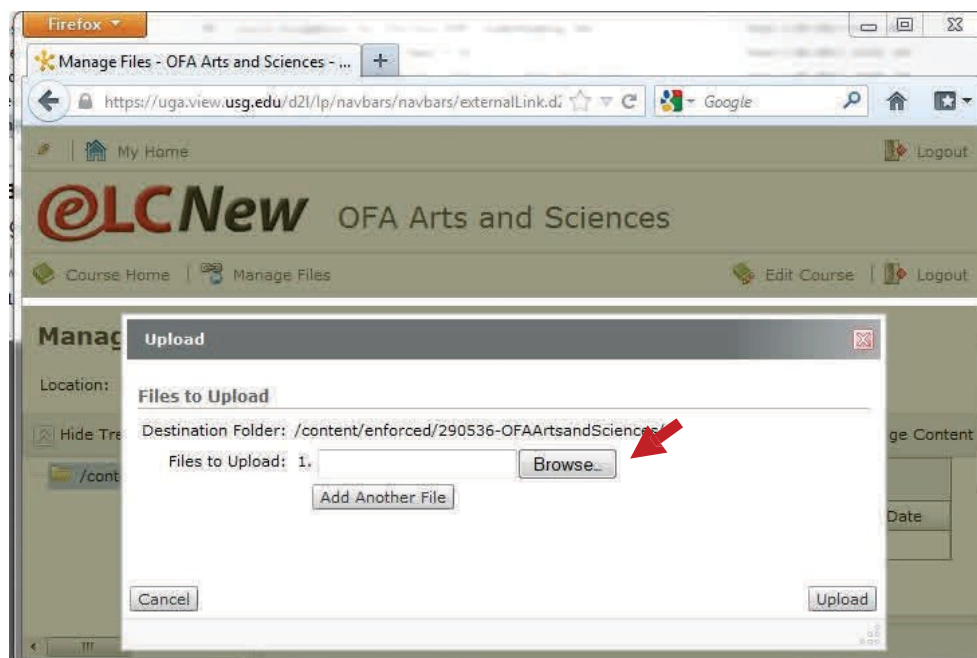 Firefox
Manage Files - OFA Arts and Sciences - ...
https://uga.view.usg.edu/d2l/lp/navbars/navbars/externalLink.d2
Google
My Home
Logout
eLCNew OFA Arts and Sciences
Course Home | Manage Files
Edit Course | Logout
Manag
Upload
Location:
Files to Upload
Hide Tre
Destination Folder: /content/enforced/290536-OFAArtsandSciences/
ge Content
/cont
Files to Upload: 1.
Browse...
Add Another File
Date
Cancel
Upload